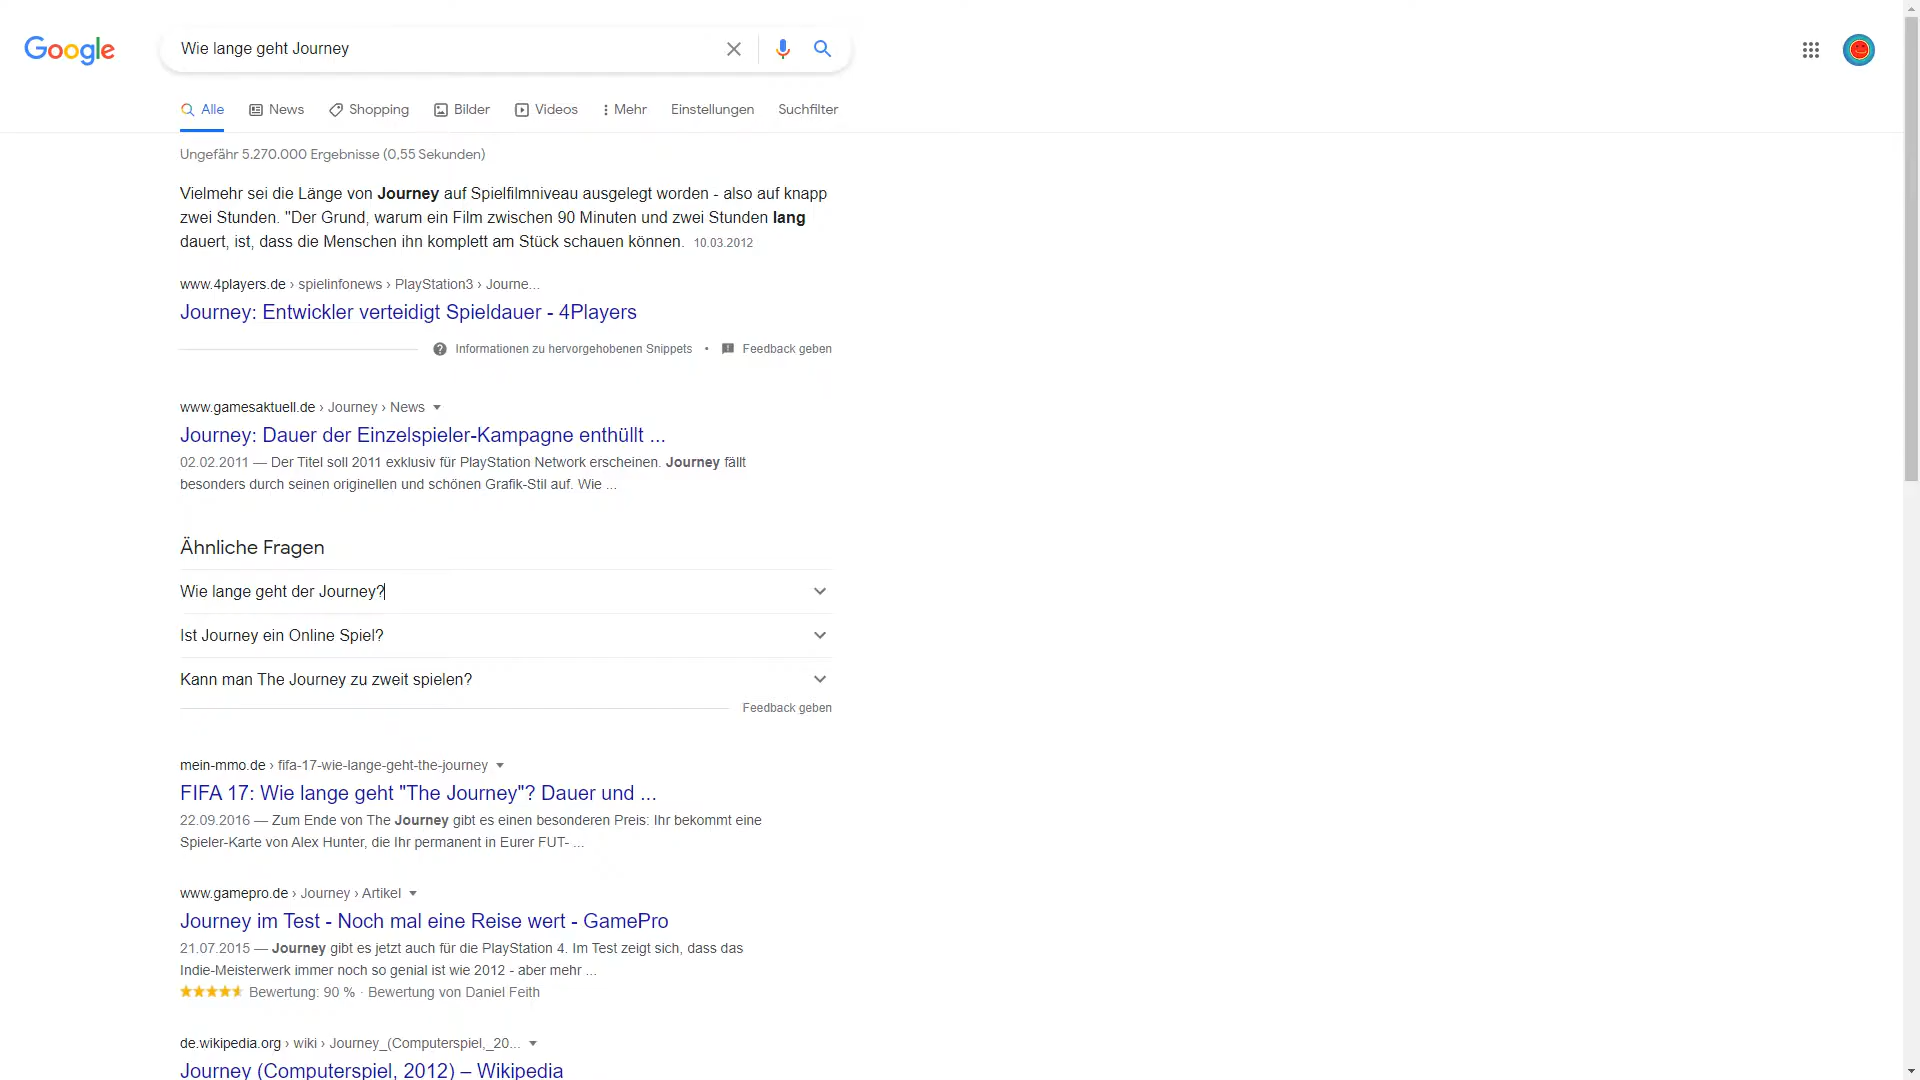 Google
Wie lange geht Journey
Alle News Shopping Bilder Videos Mehr Einstellungen Suchfilter
Ungefähr 5.270.000 Ergebnisse (0,55 Sekunden)
Vielmehr sei die Länge von Journey auf Spielfilmniveau ausgelegt worden - also auf knapp
zwei Stunden. "Der Grund, warum ein Film zwischen 90 Minuten und zwei Stunden lang
dauert, ist, dass die Menschen ihn komplett am Stück schauen können. 10.03.2012
www.4players.de › spielinfonews › PlayStation3 › Journe...
Journey: Entwickler verteidigt Spieldauer - 4Players
Informationen zu hervorgehobenen Snippets • Feedback geben
www.gamesaktuell.de › Journey › News
Journey: Dauer der Einzelspieler-Kampagne enthüllt ...
02.02.2011 — Der Titel soll 2011 exklusiv für PlayStation Network erscheinen. Journey fällt
besonders durch seinen originellen und schönen Grafik-Stil auf. Wie ...
Ähnliche Fragen
Wie lange geht der Journey?
Ist Journey ein Online Spiel?
Kann man The Journey zu zweit spielen?
Feedback geben
mein-mmo.de › fifa-17-wie-lange-geht-the-journey
FIFA 17: Wie lange geht "The Journey"? Dauer und ...
22.09.2016 — Zum Ende von The Journey gibt es einen besonderen Preis: Ihr bekommt eine
Spieler-Karte von Alex Hunter, die Ihr permanent in Eurer FUT- ...
www.gamepro.de › Journey › Artikel
Journey im Test - Noch mal eine Reise wert - GamePro
21.07.2015 — Journey gibt es jetzt auch für die PlayStation 4. Im Test zeigt sich, dass das
Indie-Meisterwerk immer noch so genial ist wie 2012 - aber mehr ...
Bewertung: 90 % · Bewertung von Daniel Feith
de.wikipedia.org › wiki › Journey_(Computerspiel,_20...
Journey (Computerspiel, 2012) – Wikipedia